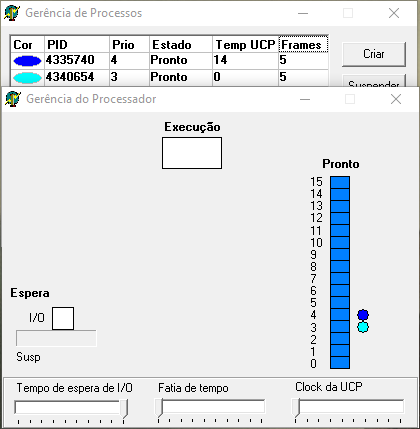 Gerência de Processos
Cor PID Prio Estado Temp UCP Frames
4335740 4 Pronto 14 5
4340654 3 Pronto 0 5
Criar
Suspender
Gerência do Processador
Execução
Pronto
15
14
13
12
11
10
9
8
7
6
5
4
3
2
1
0
Espera
I/O
Susp
Tempo de espera de I/O
Fatia de tempo
Clock da UCP